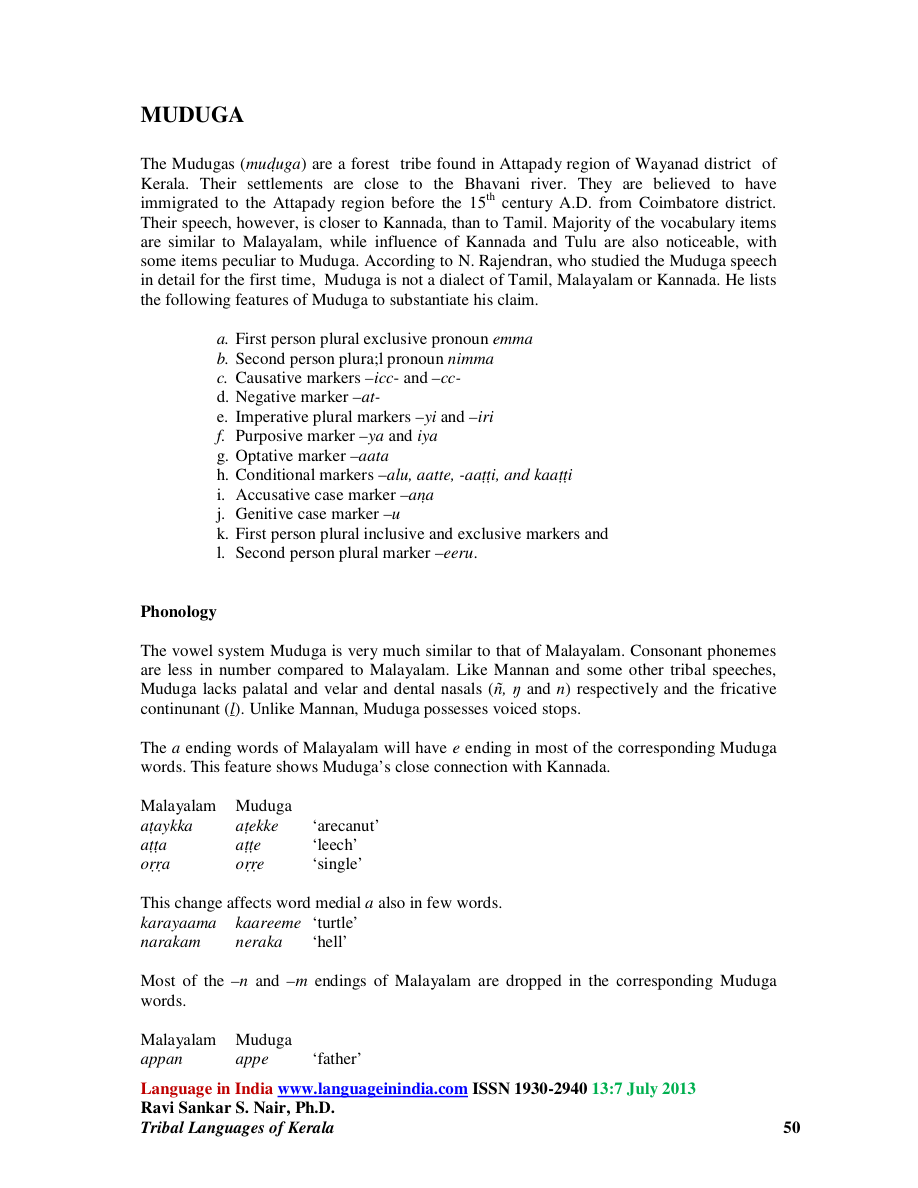 MUDUGA
The Mudugas (muḍuga) are a forest tribe found in Attapady region of Wayanad district of
Kerala. Their settlements are close to the Bhavani river. They are believed to have
immigrated to the Attapady region before the 15th century A.D. from Coimbatore district.
Their speech, however, is closer to Kannada, than to Tamil. Majority of the vocabulary items
are similar to Malayalam, while influence of Kannada and Tulu are also noticeable, with
some items peculiar to Muduga. According to N. Rajendran, who studied the Muduga speech
in detail for the first time, Muduga is not a dialect of Tamil, Malayalam or Kannada. He lists
the following features of Muduga to substantiate his claim.
a. First person plural exclusive pronoun emma
b. Second person plura;l pronoun nimma
c. Causative markers –icc- and –cc-
d. Negative marker –at-
e. Imperative plural markers –yi and –iri
f. Purposive marker –ya and iya
g. Optative marker –aata
h. Conditional markers –alu, aatte, -aaṭṭi, and kaaṭṭi
i. Accusative case marker –aṇa
j. Genitive case marker –u
k. First person plural inclusive and exclusive markers and
l. Second person plural marker –eeru.
Phonology
The vowel system Muduga is very much similar to that of Malayalam. Consonant phonemes
are less in number compared to Malayalam. Like Mannan and some other tribal speeches,
Muduga lacks palatal and velar and dental nasals (ñ, ŋ and n) respectively and the fricative
continunant (ḻ). Unlike Mannan, Muduga possesses voiced stops.
The a ending words of Malayalam will have e ending in most of the corresponding Muduga
words. This feature shows Muduga’s close connection with Kannada.
Malayalam Muduga
aṭaykka aṭekke ‘arecanut’
aṭṭa aṭṭe ‘leech’
oṛṛa oṛṛe ‘single’
This change affects word medial a also in few words.
karayaama kaareeme ‘turtle’
narakam neraka ‘hell’
Most of the –n and –m endings of Malayalam are dropped in the corresponding Muduga
words.
Malayalam Muduga
appan appe ‘father’
Language in India www.languageinindia.com ISSN 1930-2940 13:7 July 2013
Ravi Sankar S. Nair, Ph.D.
Tribal Languages of Kerala 50